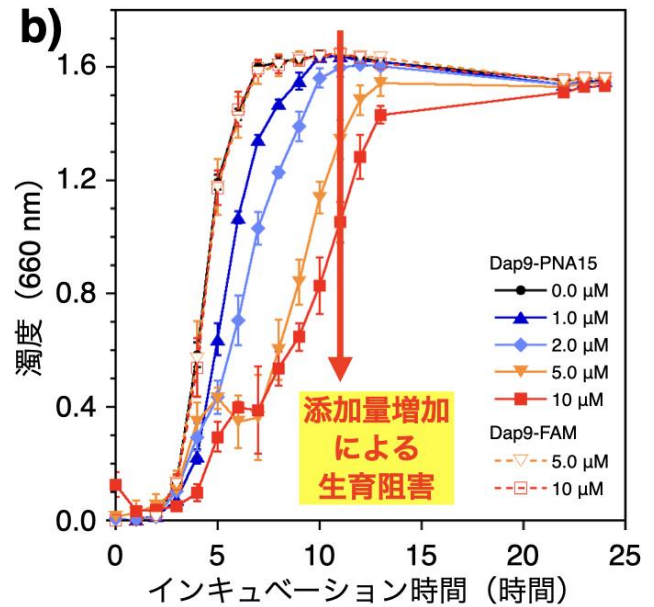 b)
1.6
1.2
0.8
0.4
0.0
濁度（660 nm）
Dap9-PNA15
0.0 µM
1.0 µM
2.0 µM
5.0 µM
10 µM
Dap9-FAM
5.0 µM
10 µM
添加量増加
による
生育阻害
0
5
10
15
20
25
インキュベーション時間（時間）